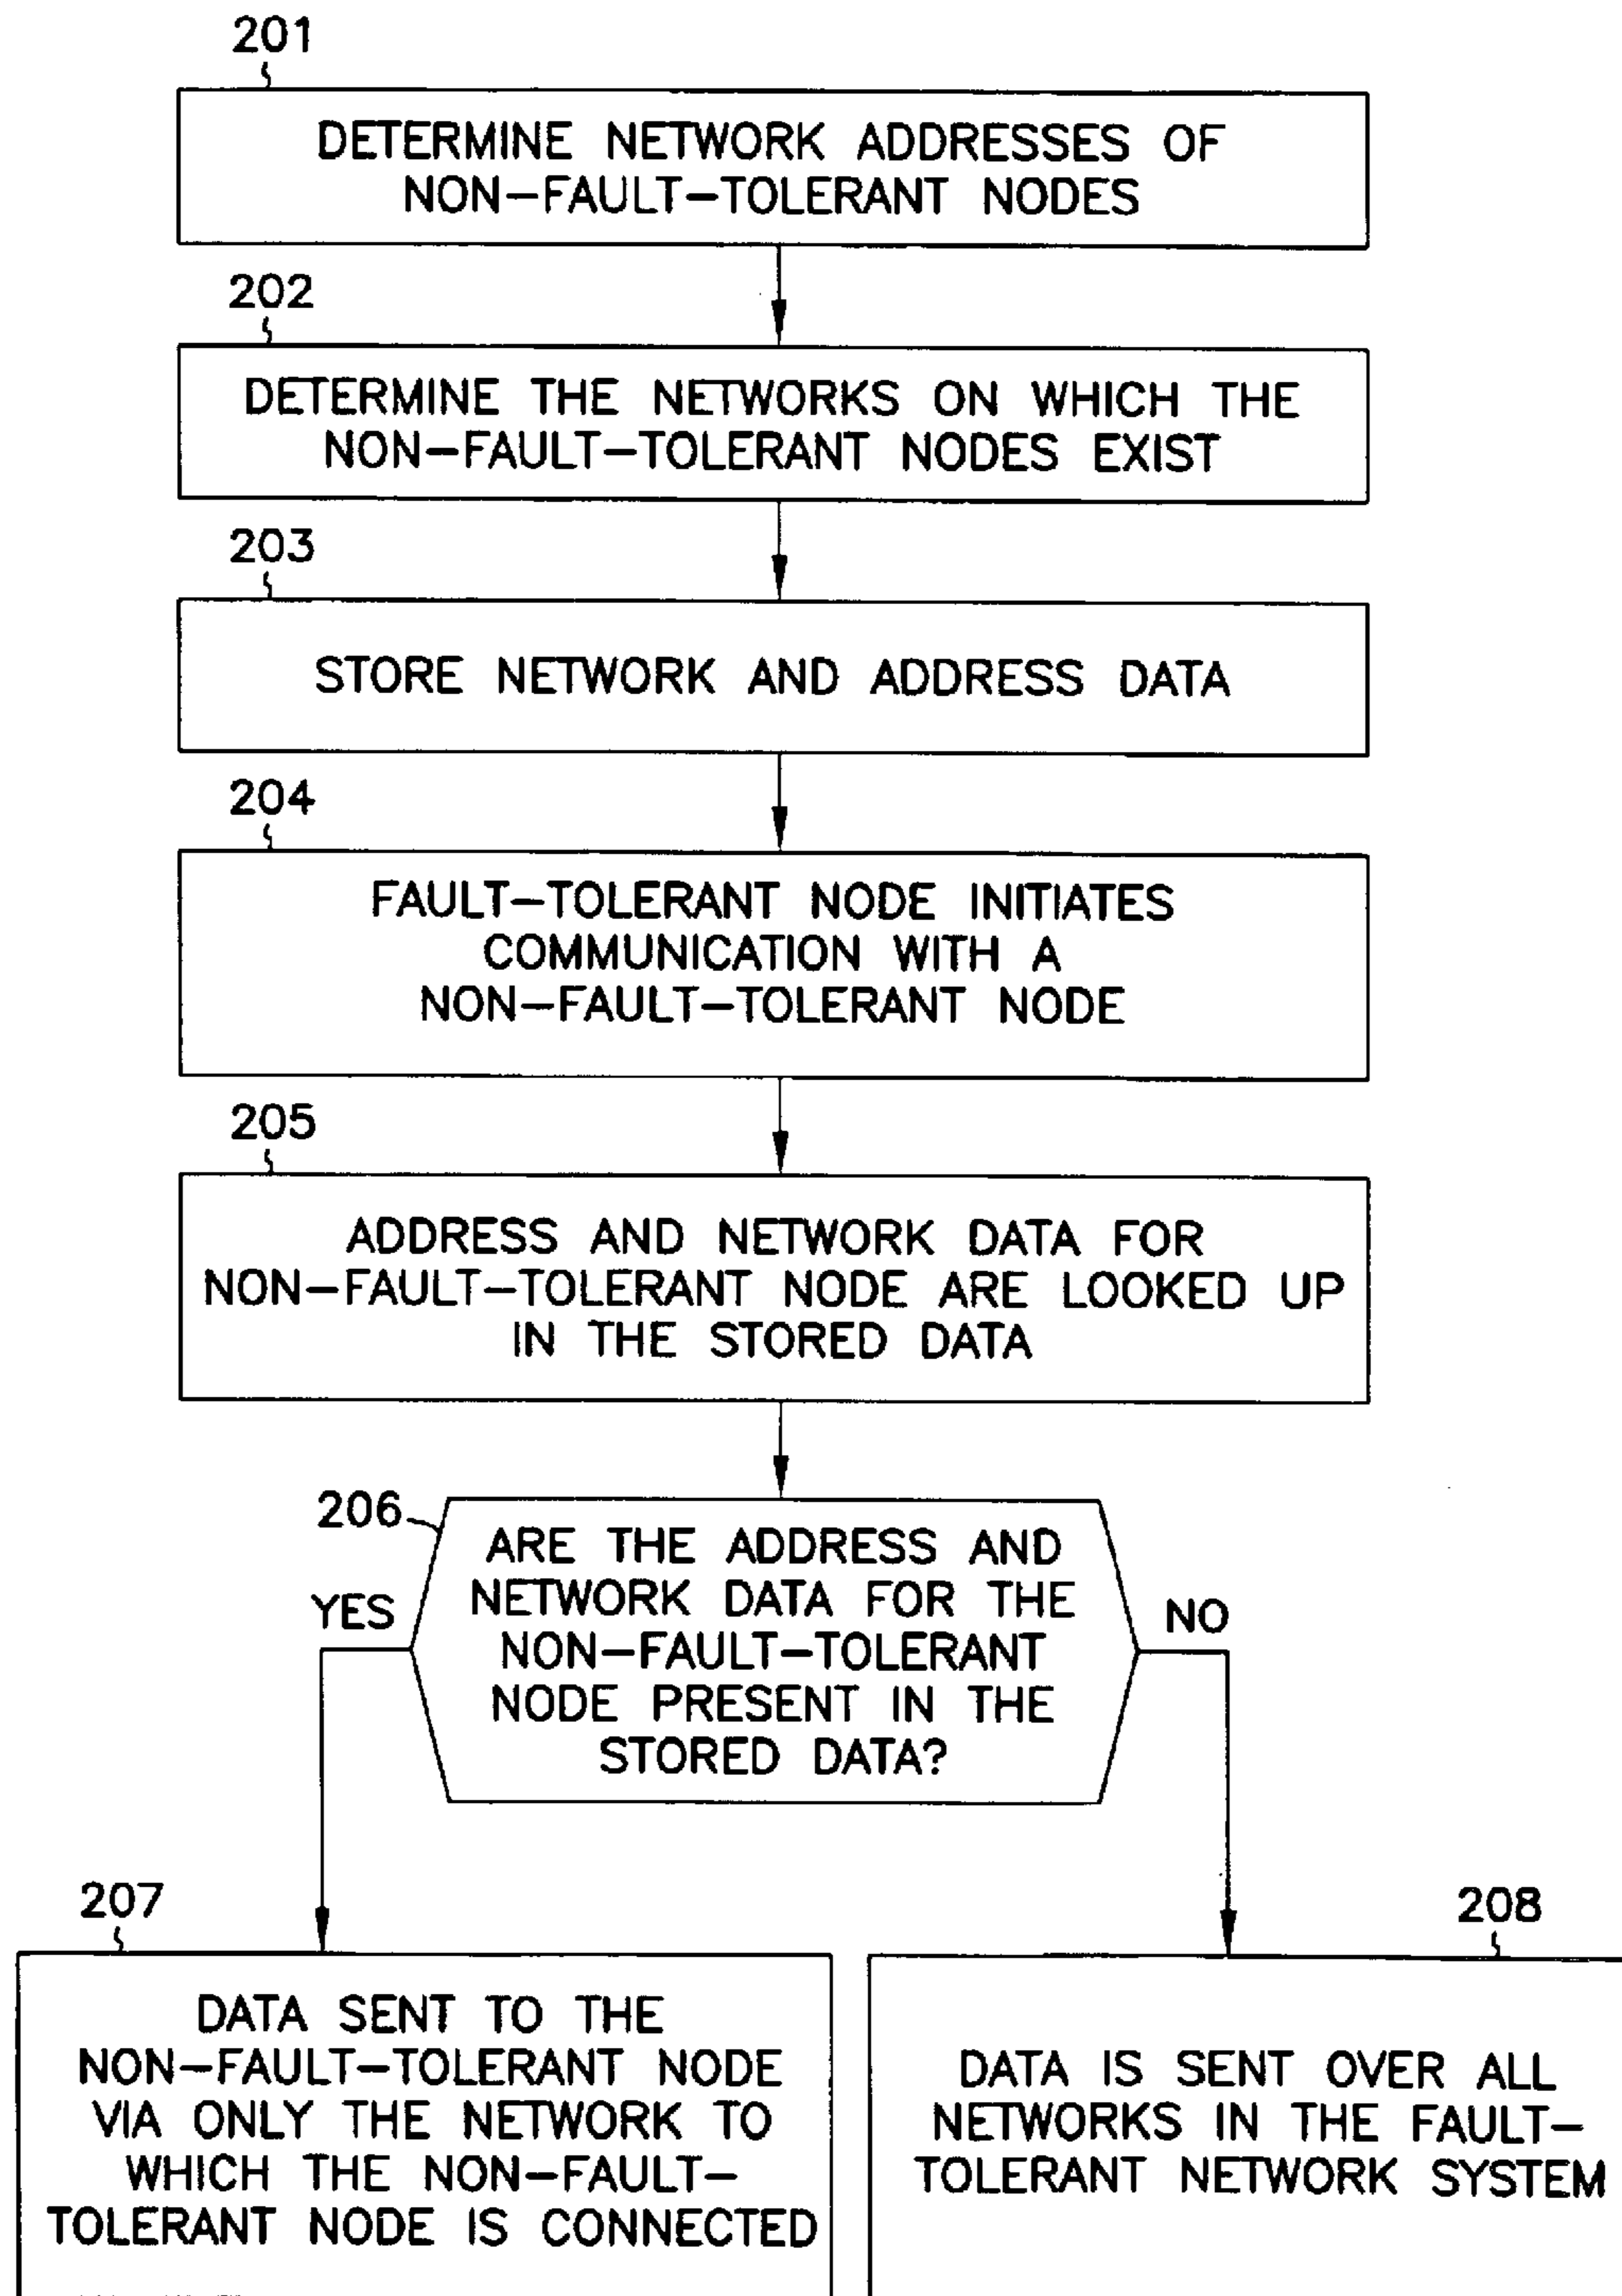 201
DETERMINE NETWORK ADDRESSES OF
NON-FAULT-TOLERANT NODES
202
DETERMINE THE NETWORKS ON WHICH THE
NON-FAULT-TOLERANT NODES EXIST
203
STORE NETWORK AND ADDRESS DATA
204
FAULT-TOLERANT NODE INITIATES
COMMUNICATION WITH A
NON-FAULT-TOLERANT NODE
205
ADDRESS AND NETWORK DATA FOR
NON-FAULT-TOLERANT NODE ARE LOOKED UP
IN THE STORED DATA
206
ARE THE ADDRESS AND
NETWORK DATA FOR THE
NON-FAULT-TOLERANT
NODE PRESENT IN THE
STORED DATA?
YES
NO
207
DATA SENT TO THE
NON-FAULT-TOLERANT NODE
VIA ONLY THE NETWORK TO
WHICH THE NON-FAULT-
TOLERANT NODE IS CONNECTED
208
DATA IS SENT OVER ALL
NETWORKS IN THE FAULT-
TOLERANT NETWORK SYSTEM